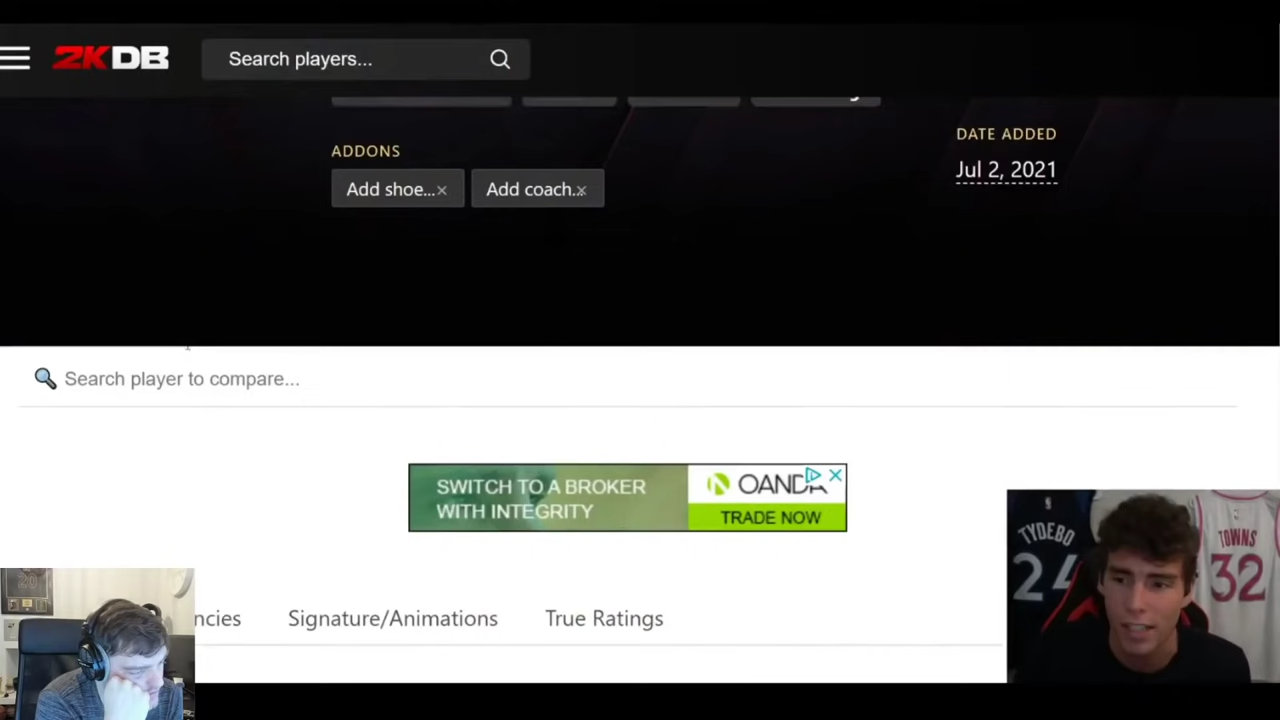 2KDB
Search players...
DATE ADDED
ADDONS
Jul 2, 2021
Add shoe...×
Add coach...×
Search player to compare...
SWITCH TO A BROKER
WITH INTEGRITY
OANDA
TRADE NOW
TYDEBO
24
TOWNS
32
20
ncies
Signature/Animations
True Ratings